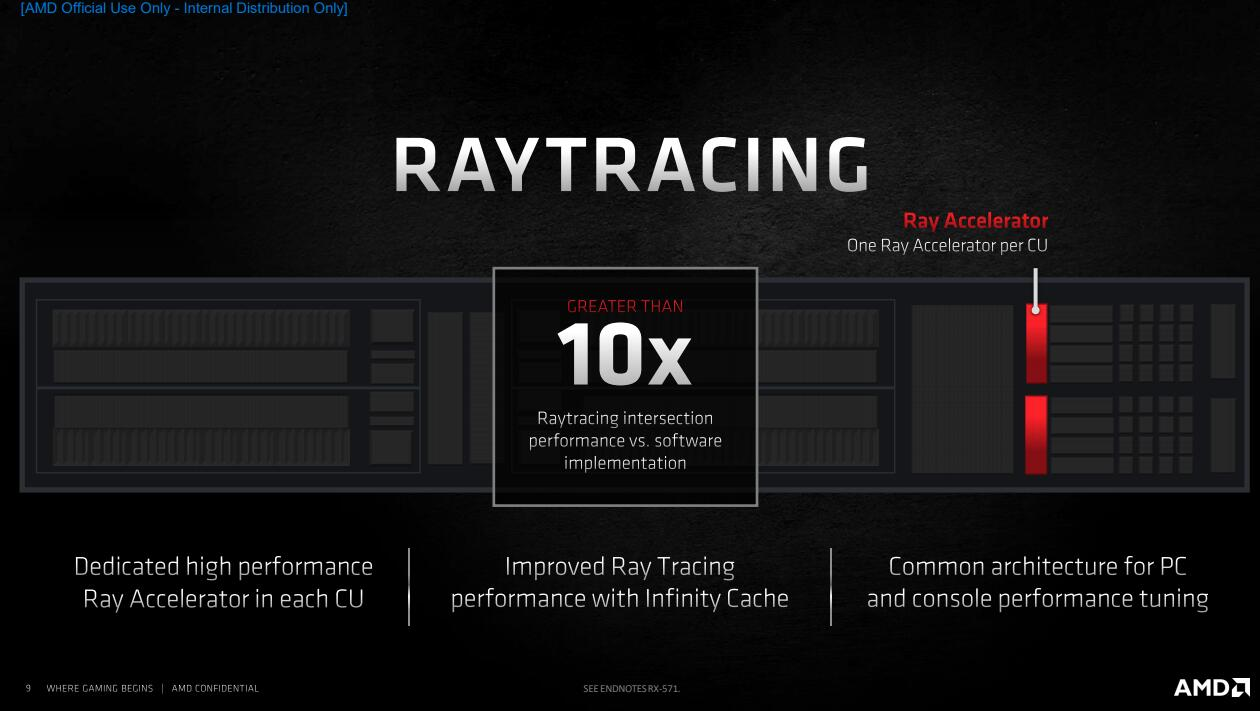 [AMD Official Use Only - Internal Distribution Only]
RAYTRACING
Ray Accelerator
One Ray Accelerator per CU
GREATER THAN
10x
Raytracing intersection
performance vs. software
implementation
Dedicated high performance
Ray Accelerator in each CU
Improved Ray Tracing
performance with Infinity Cache
Common architecture for PC
and console performance tuning
9 WHERE GAMING BEGINS | AMD CONFIDENTIAL
SEE ENDNOTES RX-571.
AMD